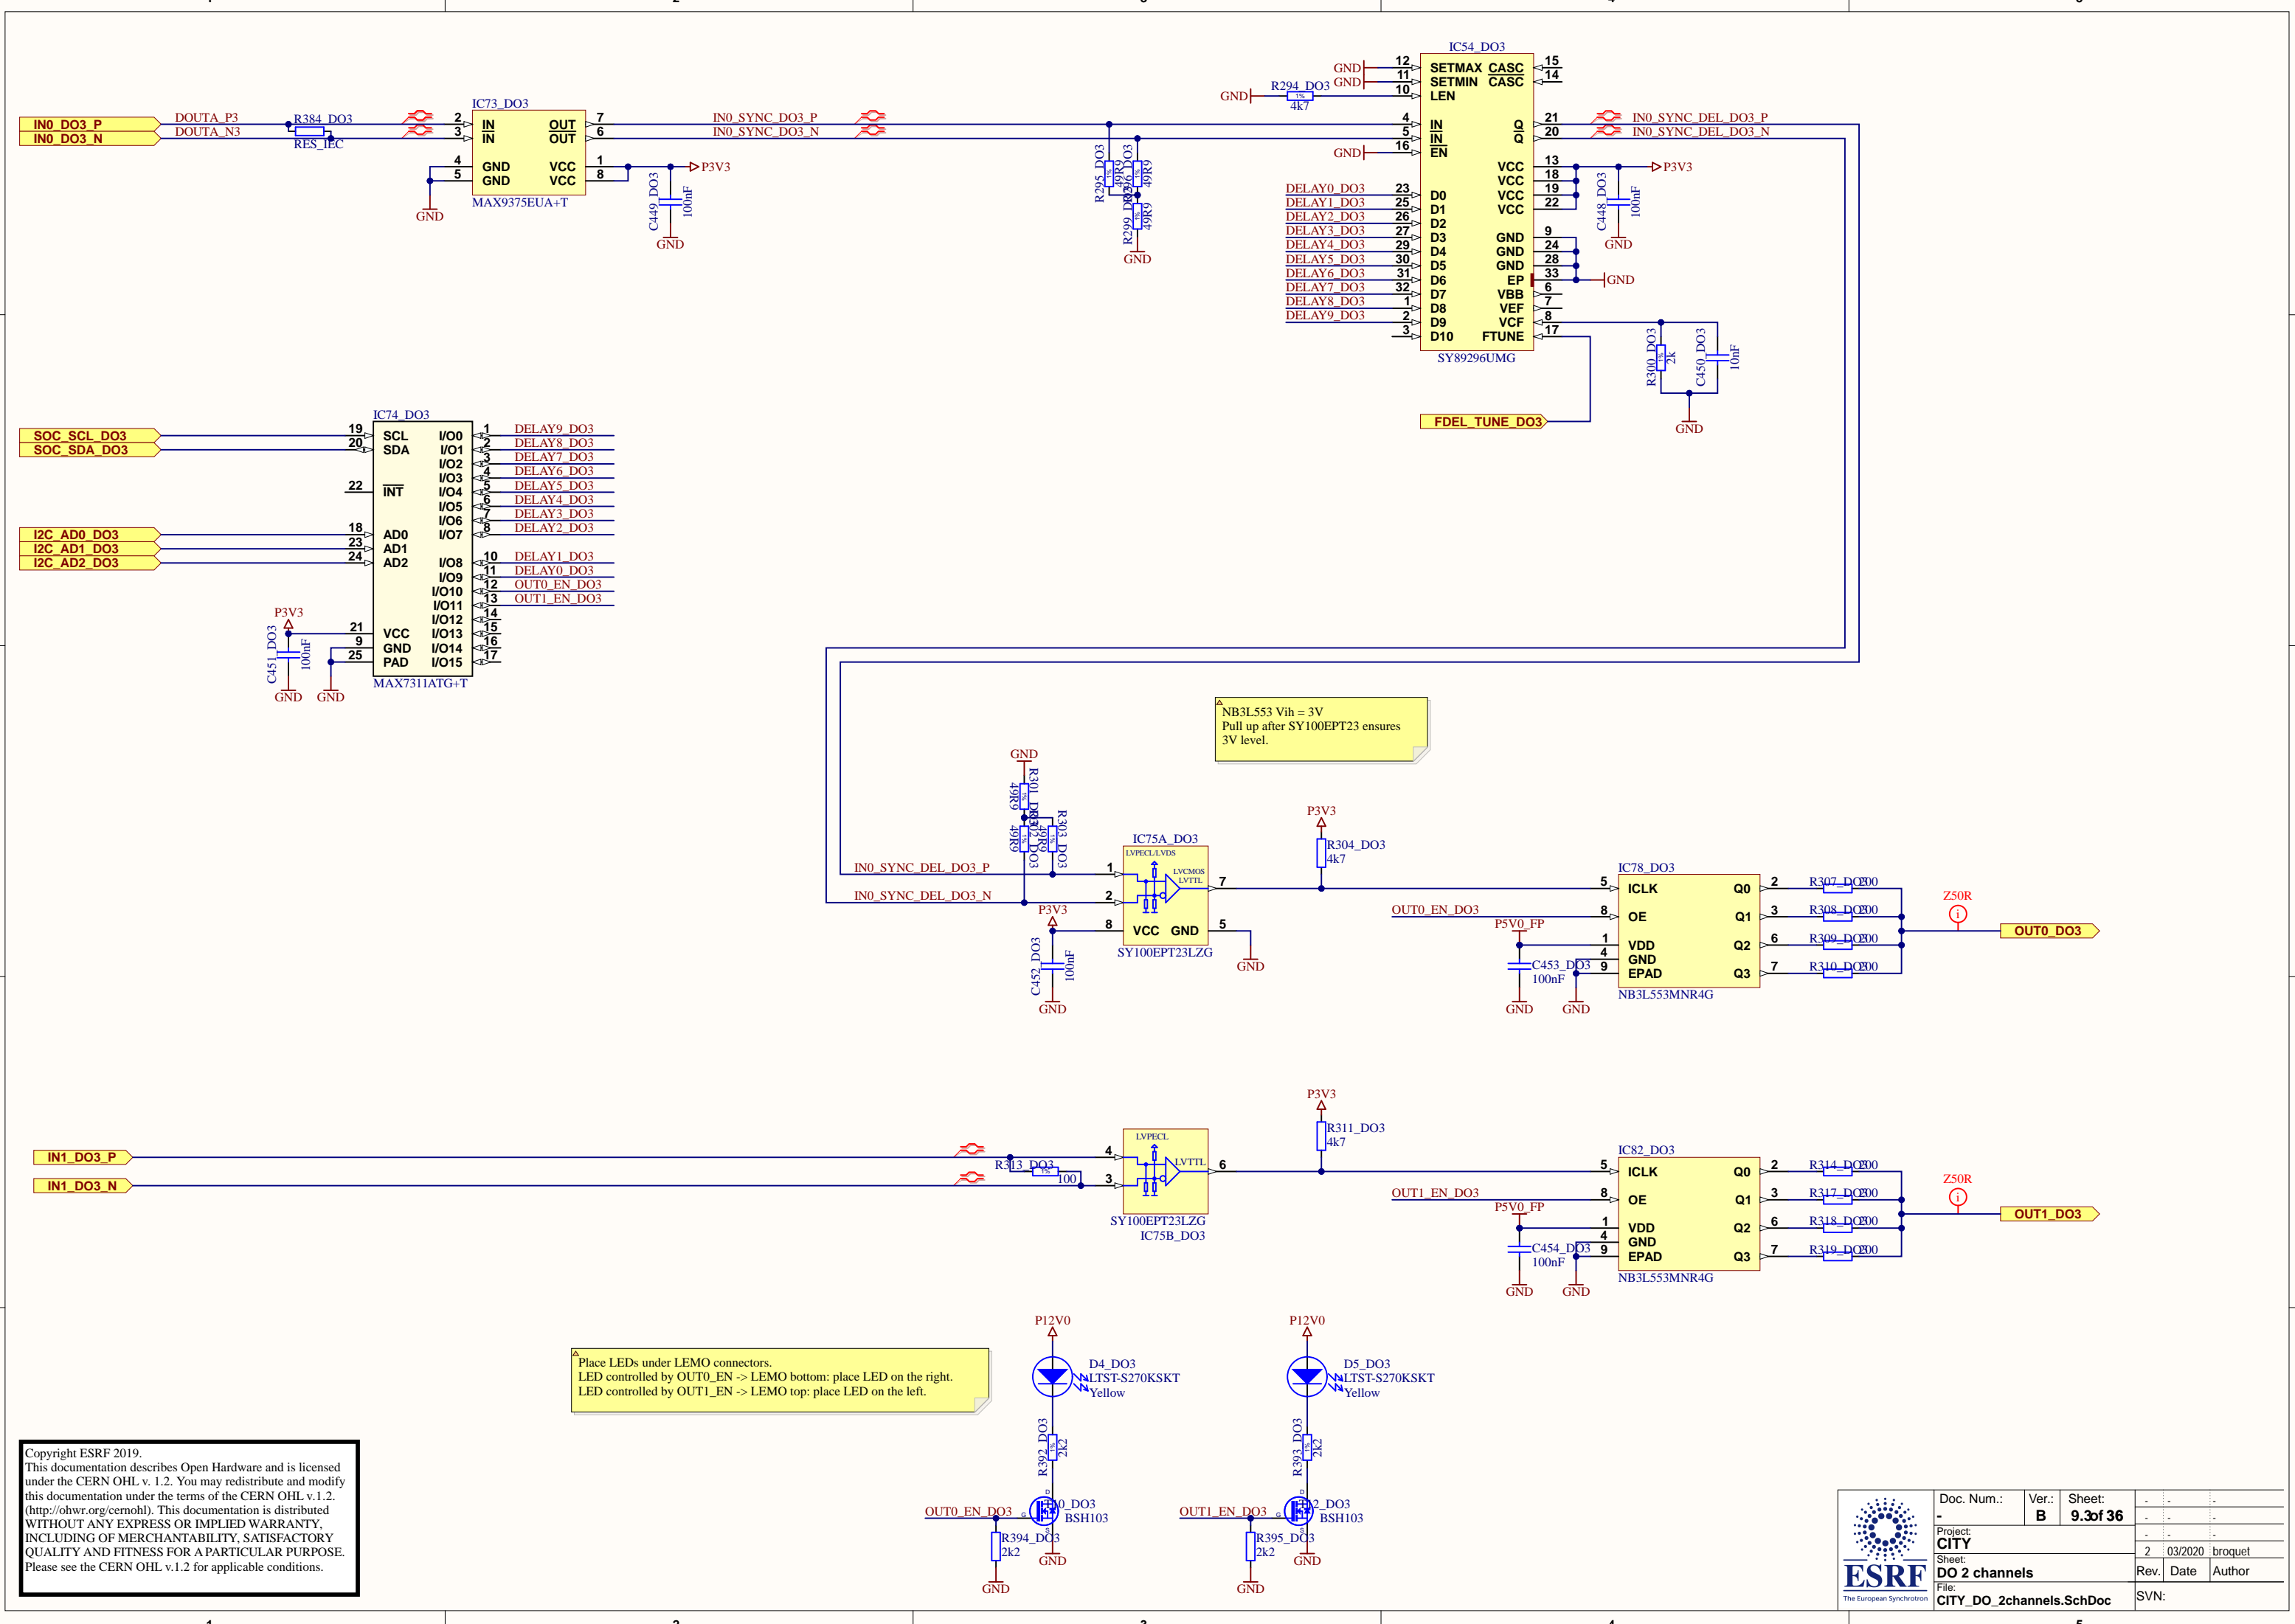 IC54_DO3
GND 12 SETMAX CASC 15
GND 11 SETMIN CASC 14
GND R294_DO3 1% 4k7 10 LEN
IC73_DO3
IN0_DO3_P DOUTA_P3 R384_DO3 2 IN OUT 7 IN0_SYNC_DO3_P 4 IN Q 21 IN0_SYNC_DEL_DO3_P
IN0_DO3_N DOUTA_N3 RES_IEC 3 IN OUT 6 IN0_SYNC_DO3_N 5 IN Q 20 IN0_SYNC_DEL_DO3_N
GND 16 EN
4 GND VCC 1 P3V3
5 GND VCC 8
GND
MAX9375EUA+T
C449_DO3 100nF
GND
R295_DO3 1% 49R9
1% 49R9
1% 49R9
GND
VCC 13 P3V3
VCC 18
VCC 19
VCC 22
C448_DO3 100nF
GND
DELAY0_DO3 23 D0
DELAY1_DO3 25 D1
DELAY2_DO3 26 D2
DELAY3_DO3 27 D3 GND 9
DELAY4_DO3 29 D4 GND 24
DELAY5_DO3 30 D5 GND 28
DELAY6_DO3 31 D6 EP 33 GND
DELAY7_DO3 32 D7 VBB 6
DELAY8_DO3 1 D8 VEF 7
DELAY9_DO3 2 D9 VCF 8
3 D10 FTUNE 17
SY89296UMG
R300_DO3 1% 2k
C450_DO3 10nF
GND
FDEL_TUNE_DO3
IC74_DO3
SOC_SCL_DO3 19 SCL I/O0 1 DELAY9_DO3
SOC_SDA_DO3 20 SDA I/O1 2 DELAY8_DO3
I/O2 3 DELAY7_DO3
I/O3 4 DELAY6_DO3
22 INT I/O4 5 DELAY5_DO3
I/O5 6 DELAY4_DO3
I/O6 7 DELAY3_DO3
I2C_AD0_DO3 18 AD0 I/O7 8 DELAY2_DO3
I2C_AD1_DO3 23 AD1
I2C_AD2_DO3 24 AD2 I/O8 10 DELAY1_DO3
I/O9 11 DELAY0_DO3
I/O10 12 OUT0_EN_DO3
I/O11 13 OUT1_EN_DO3
I/O12 14
P3V3 21 VCC I/O13 15
9 GND I/O14 16
25 PAD I/O15 17
C451_DO3 100nF
GND GND
MAX7311ATG+T
NB3L553 Vih = 3V
Pull up after SY100EPT23 ensures
3V level.
GND
1% 49R9
1% 49R9
R303_DO3 1% 49R9
IC75A_DO3
LVPECL/LVDS
LVCMOS
LVTTL
IN0_SYNC_DEL_DO3_P 1 7
IN0_SYNC_DEL_DO3_N 2
P3V3 8 VCC GND 5
SY100EPT23LZG
GND
C452_DO3 100nF
GND
P3V3
R304_DO3
4k7
IC78_DO3
5 ICLK Q0 2 R307_DO3
OUT0_EN_DO3 8 OE Q1 3 R308_DO3
P5V0_FP 1 VDD Q2 6 R309_DO3
4 GND
9 EPAD Q3 7 R310_DO3
NB3L553MNR4G
C453_DO3
100nF
GND GND
Z50R
i
OUT0_DO3
P3V3
R311_DO3
4k7
IN1_DO3_P 4 LVPECL
R313_DO3 1% 100 LVTTL 6
IN1_DO3_N 3
SY100EPT23LZG
IC75B_DO3
IC82_DO3
5 ICLK Q0 2 R314_DO3
OUT1_EN_DO3 8 OE Q1 3 R317_DO3
P5V0_FP 1 VDD Q2 6 R318_DO3
4 GND
9 EPAD Q3 7 R319_DO3
NB3L553MNR4G
C454_DO3
100nF
GND GND
Z50R
i
OUT1_DO3
Place LEDs under LEMO connectors.
LED controlled by OUT0_EN -> LEMO bottom: place LED on the right.
LED controlled by OUT1_EN -> LEMO top: place LED on the left.
P12V0
D4_DO3
LTST-S270KSKT
Yellow
R392_DO3 1% 2k2
OUT0_EN_DO3 G D S
BSH103
R394_DO3
2k2
GND
GND
P12V0
D5_DO3
LTST-S270KSKT
Yellow
R393_DO3 1% 2k2
OUT1_EN_DO3 G D S
BSH103
R395_DO3
2k2
GND
GND
Copyright ESRF 2019.
This documentation describes Open Hardware and is licensed
under the CERN OHL v. 1.2. You may redistribute and modify
this documentation under the terms of the CERN OHL v.1.2.
(http://ohwr.org/cernohl). This documentation is distributed
WITHOUT ANY EXPRESS OR IMPLIED WARRANTY,
INCLUDING OF MERCHANTABILITY, SATISFACTORY
QUALITY AND FITNESS FOR A PARTICULAR PURPOSE.
Please see the CERN OHL v.1.2 for applicable conditions.
ESRF
The European Synchrotron
Doc. Num.: -
Ver.: B
Sheet: 9.3of 36
Project:
CITY
Sheet:
DO 2 channels
File:
CITY_DO_2channels.SchDoc
2 03/2020 broquet
Rev. Date Author
SVN: